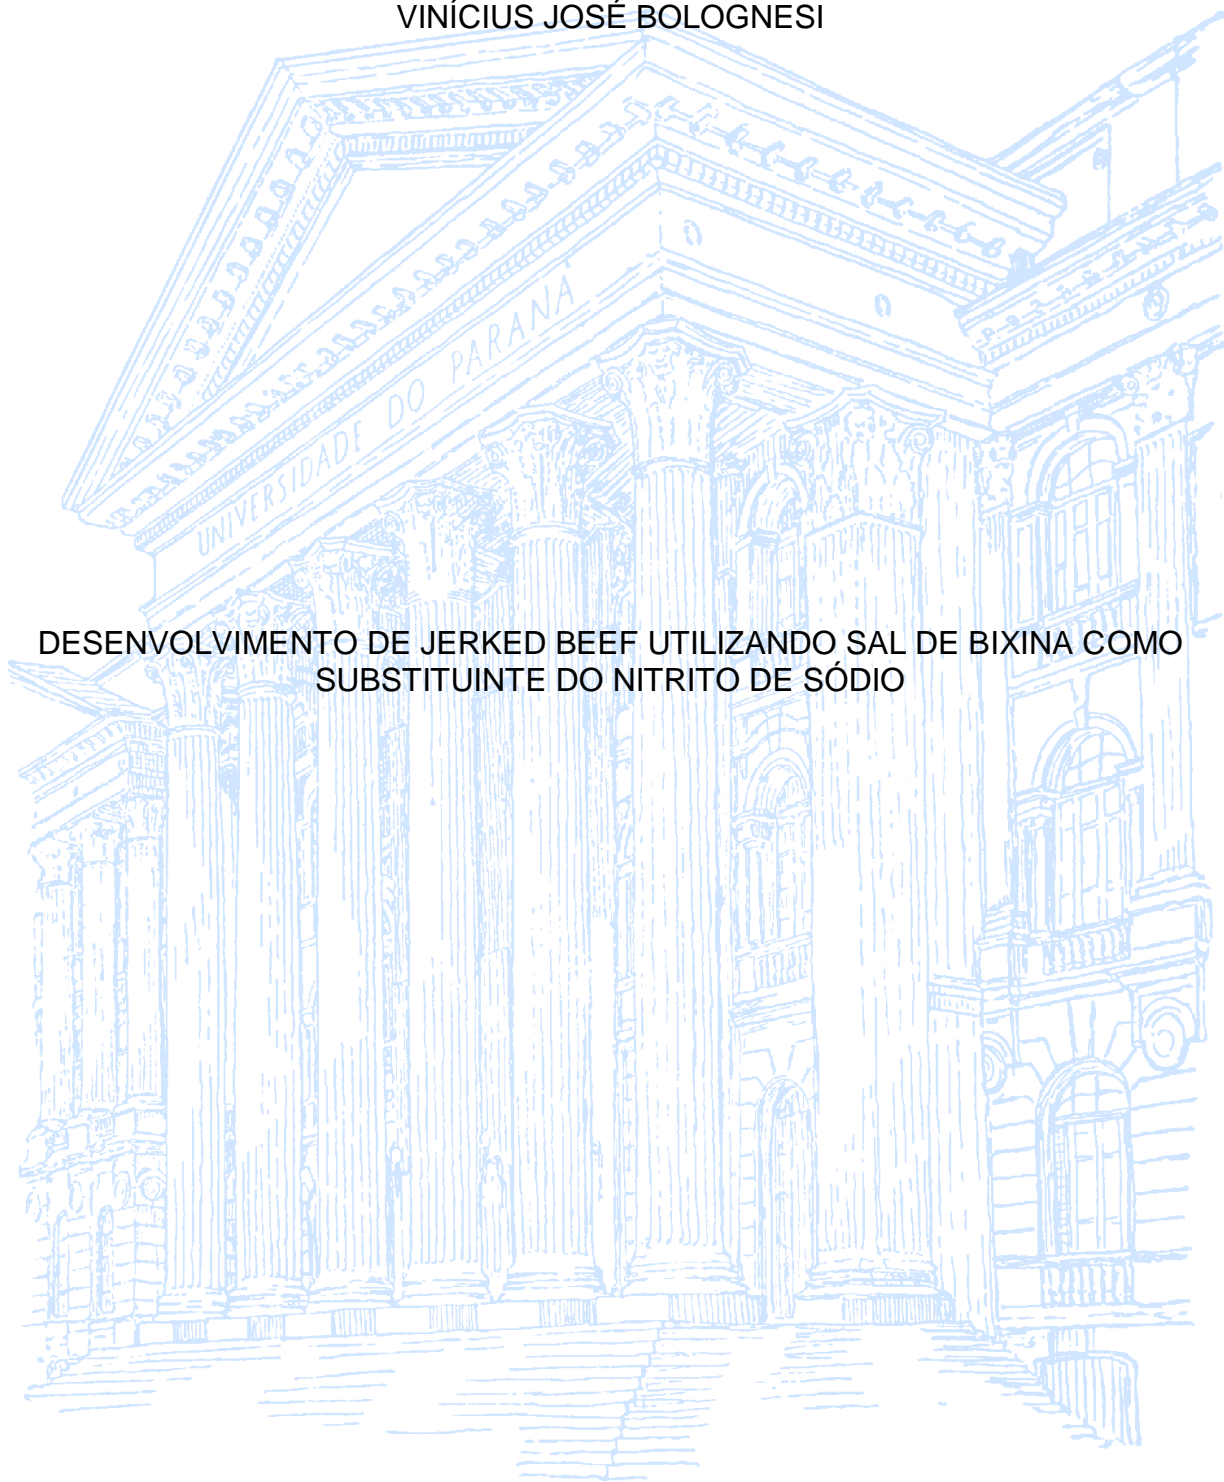 VINÍCIUS JOSÉ BOLOGNESI
UNIVERSIDADE DO PARANÁ
DESENVOLVIMENTO DE JERKED BEEF UTILIZANDO SAL DE BIXINA COMO
SUBSTITUINTE DO NITRITO DE SÓDIO